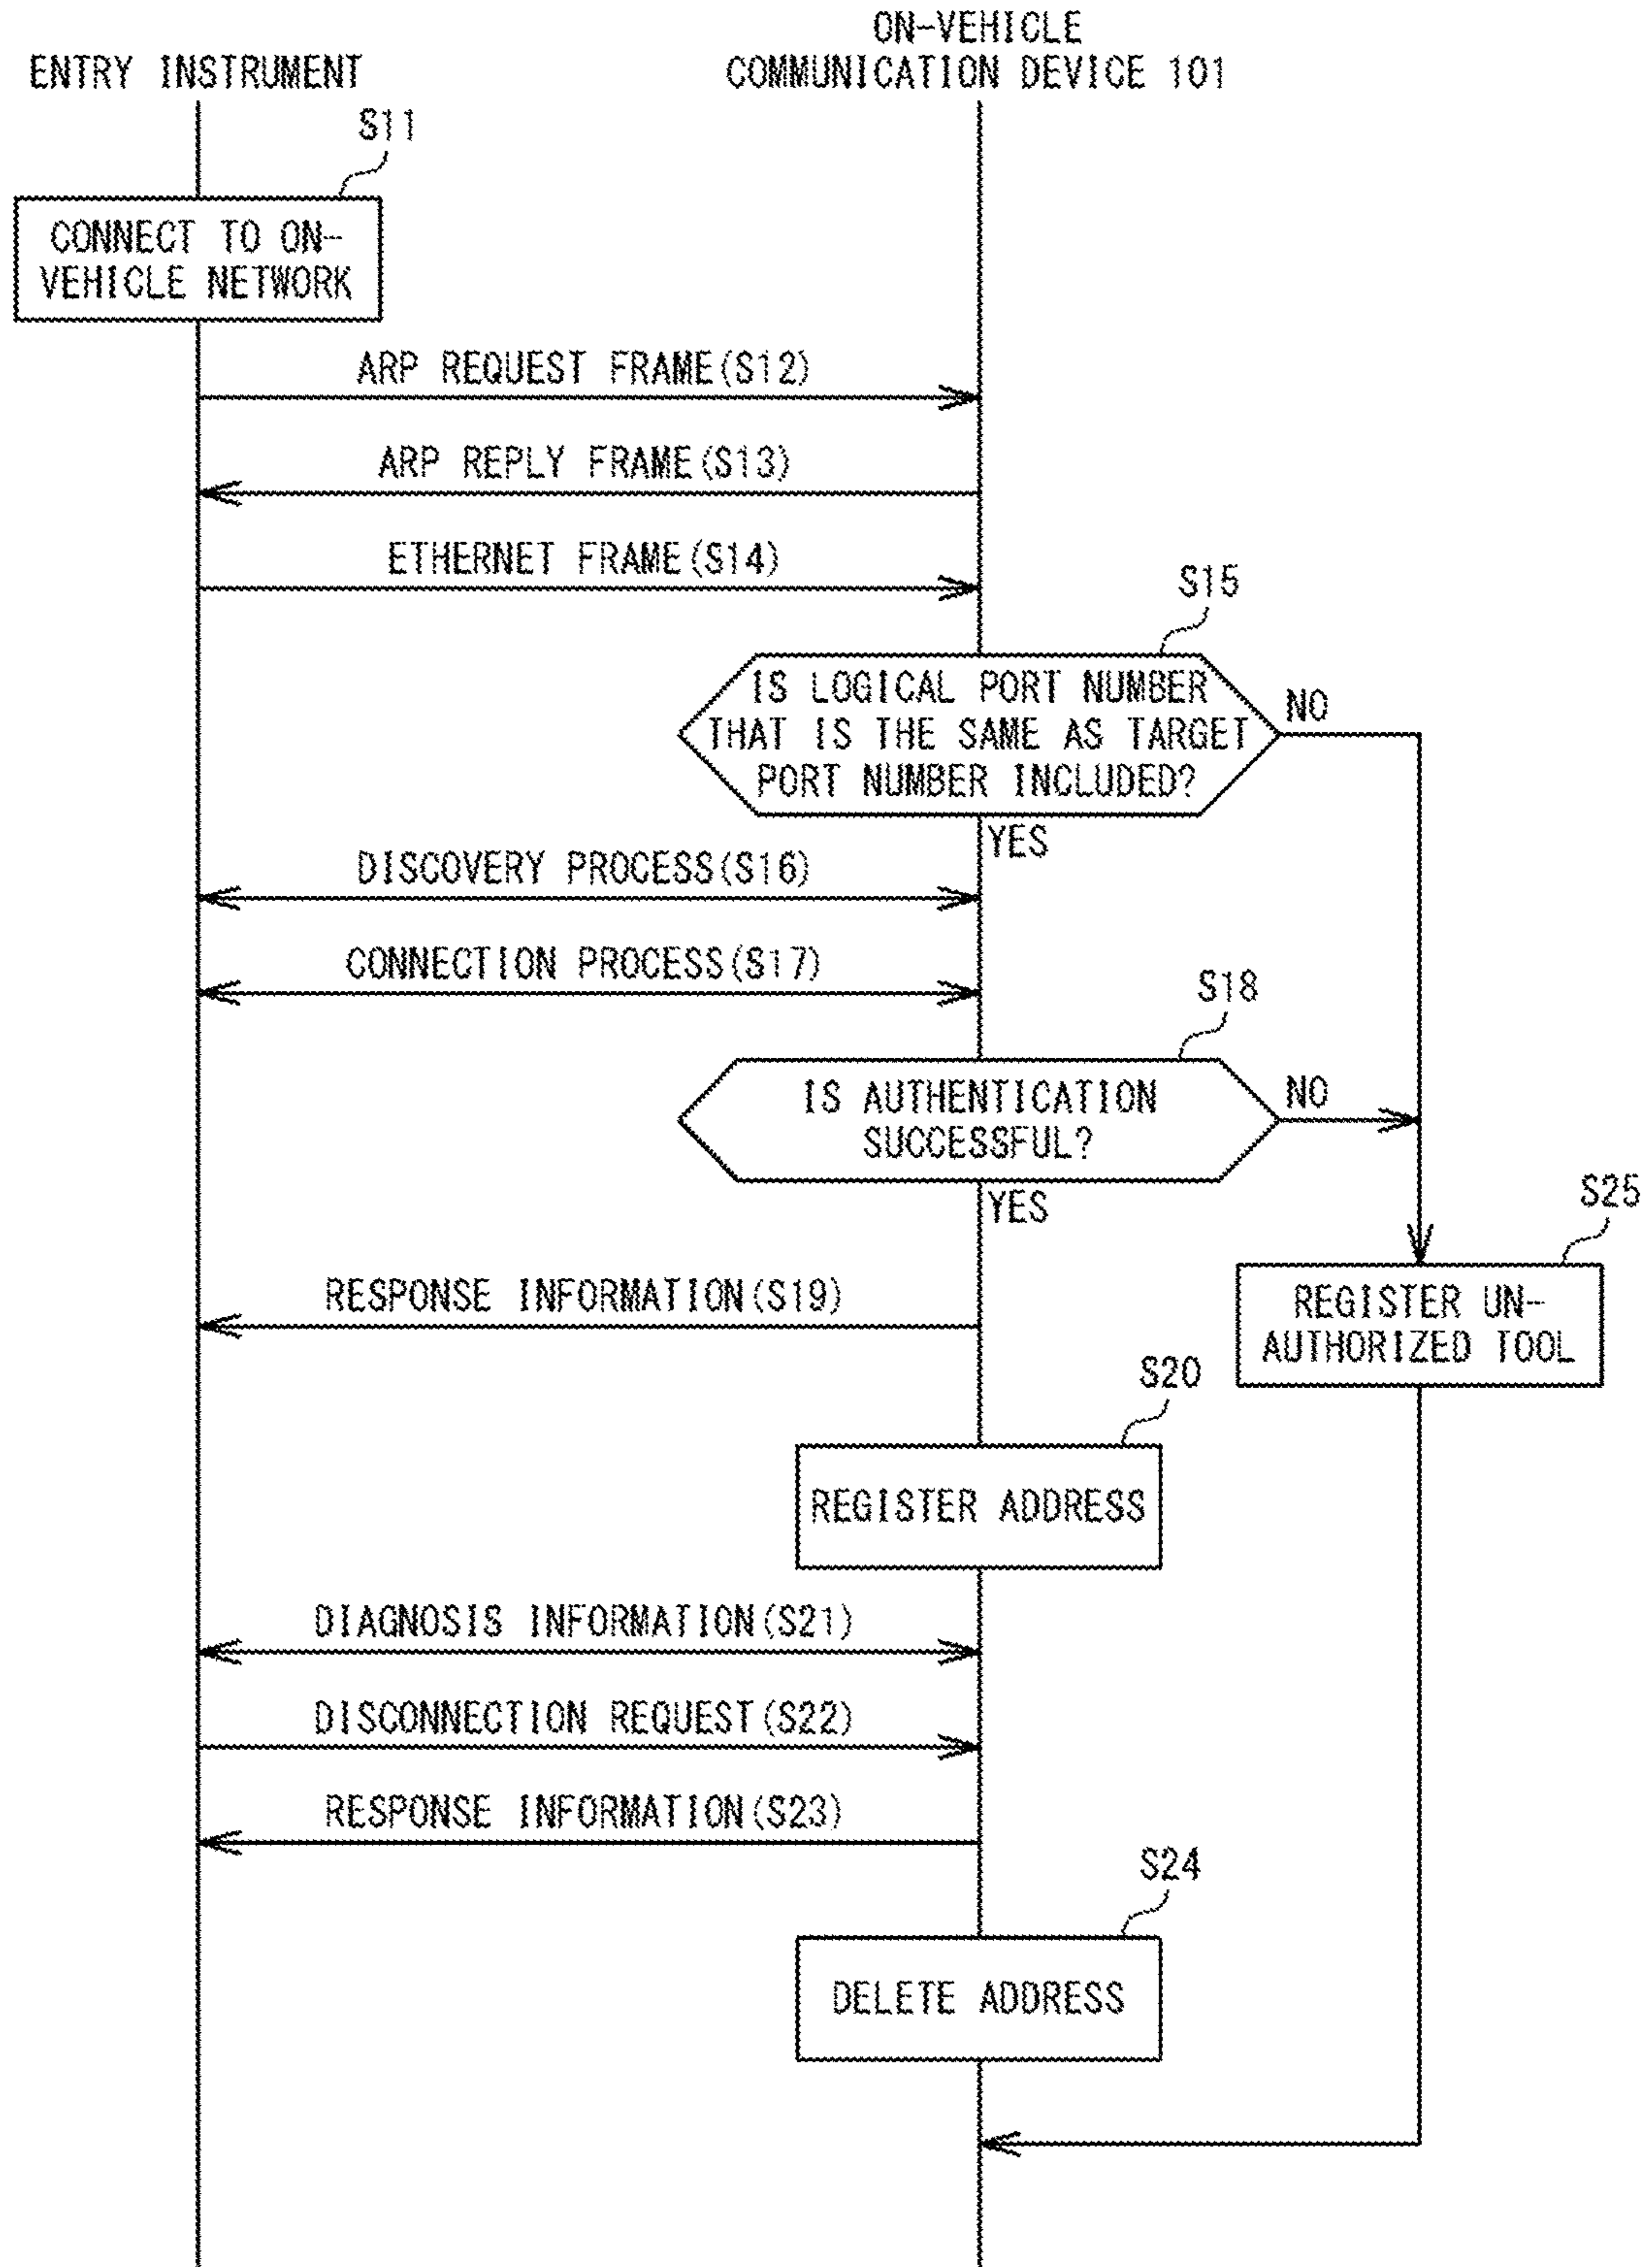 ENTRY INSTRUMENT
ON-VEHICLE
COMMUNICATION DEVICE 101
S11
CONNECT TO ON-
VEHICLE NETWORK
ARP REQUEST FRAME(S12)
ARP REPLY FRAME(S13)
ETHERNET FRAME(S14)
S15
IS LOGICAL PORT NUMBER
THAT IS THE SAME AS TARGET
PORT NUMBER INCLUDED?
NO
YES
DISCOVERY PROCESS(S16)
CONNECTION PROCESS(S17)
S18
IS AUTHENTICATION
SUCCESSFUL?
NO
YES
S25
REGISTER UN-
AUTHORIZED TOOL
RESPONSE INFORMATION(S19)
S20
REGISTER ADDRESS
DIAGNOSIS INFORMATION(S21)
DISCONNECTION REQUEST(S22)
RESPONSE INFORMATION(S23)
S24
DELETE ADDRESS